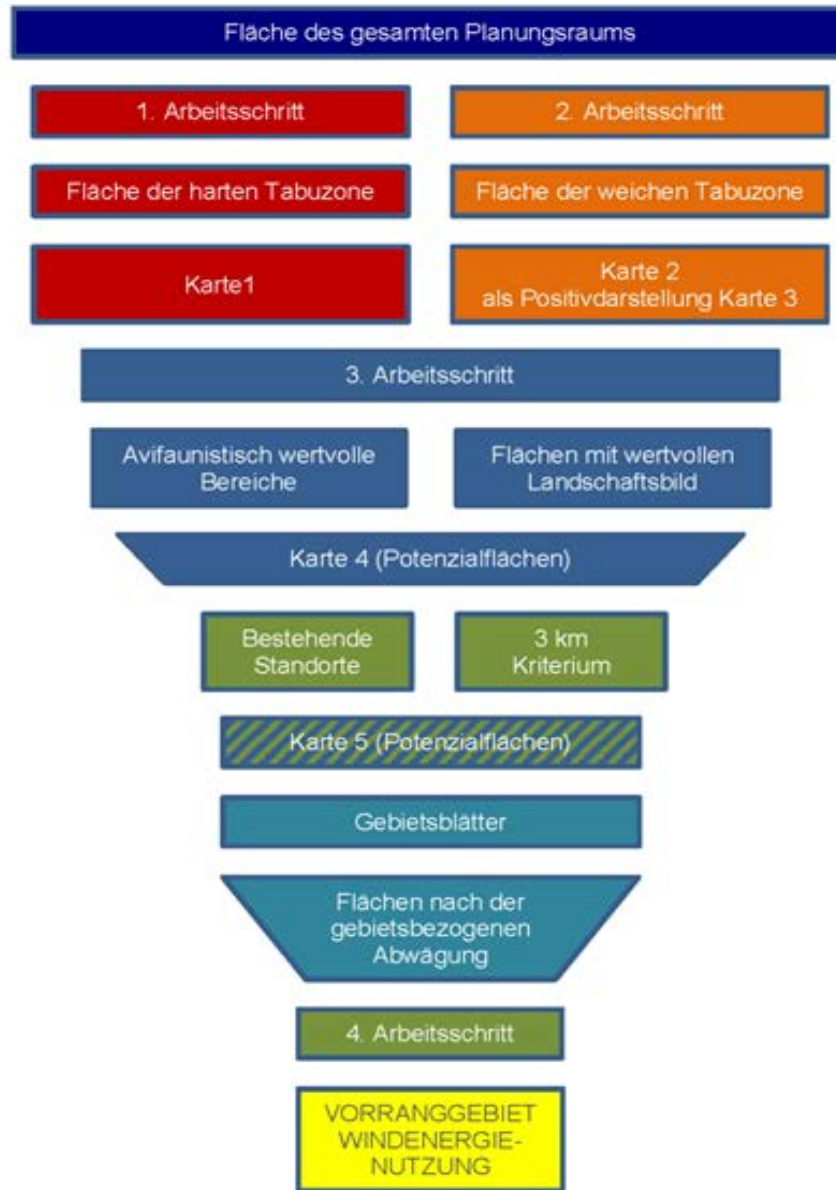 Fläche des gesamten Planungsraums
1. Arbeitsschritt
2. Arbeitsschritt
Fläche der harten Tabuzone
Fläche der weichen Tabuzone
Karte1
Karte 2
als Positivdarstellung Karte 3
3. Arbeitsschritt
Avifaunistisch wertvolle
Bereiche
Flächen mit wertvollen
Landschaftsbild
Karte 4 (Potenzialflächen)
Bestehende
Standorte
3 km
Kriterium
Karte 5 (Potenzialflächen)
Gebietsblätter
Flächen nach der
gebietsbezogenen
Abwägung
4. Arbeitsschritt
VORRANGGEBIET
WINDENERGIE-
NUTZUNG